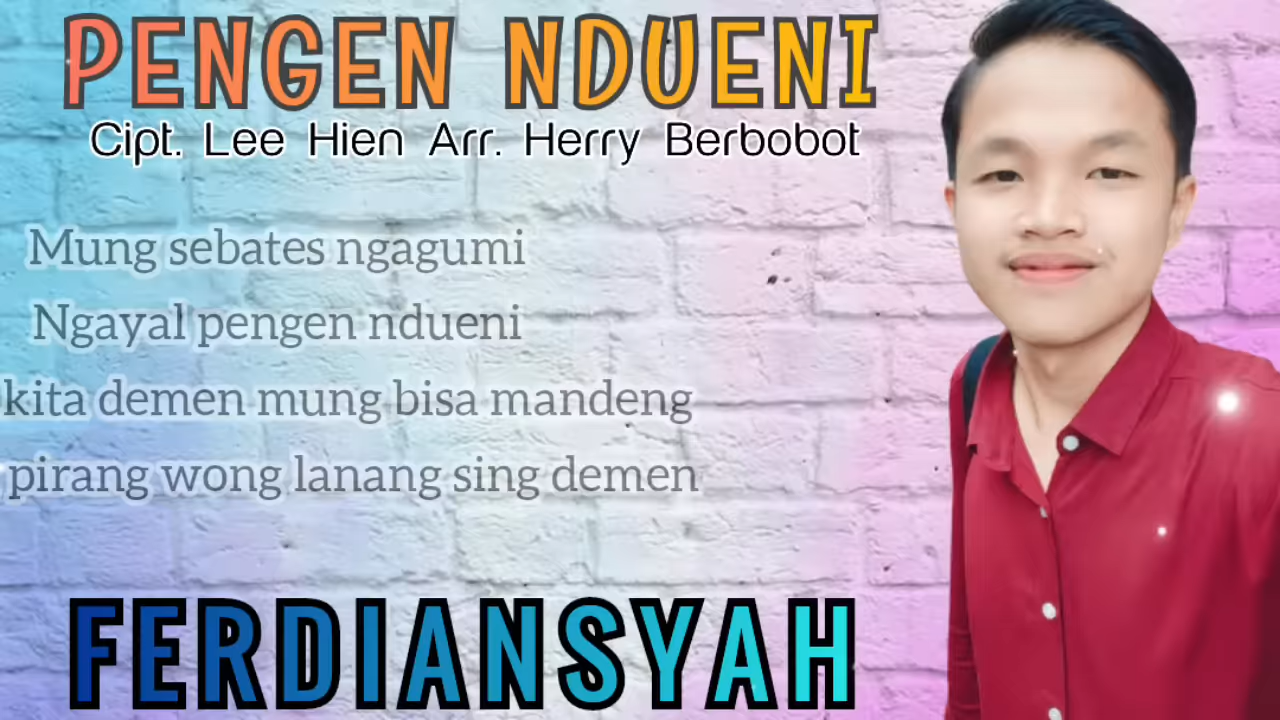 PENGEN NDUENI
Cipt. Lee Hien Arr. Herry Berbobot
Mung sebates ngagumi
Ngayal pengen ndueni
kita demen mung bisa mandeng
pirang wong lanang sing demen
FERDIANSYAH